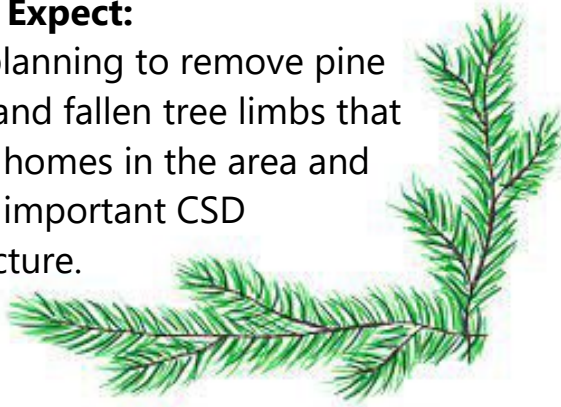 Expect:
planning to remove pine
and fallen tree limbs that
homes in the area and
important CSD
cture.